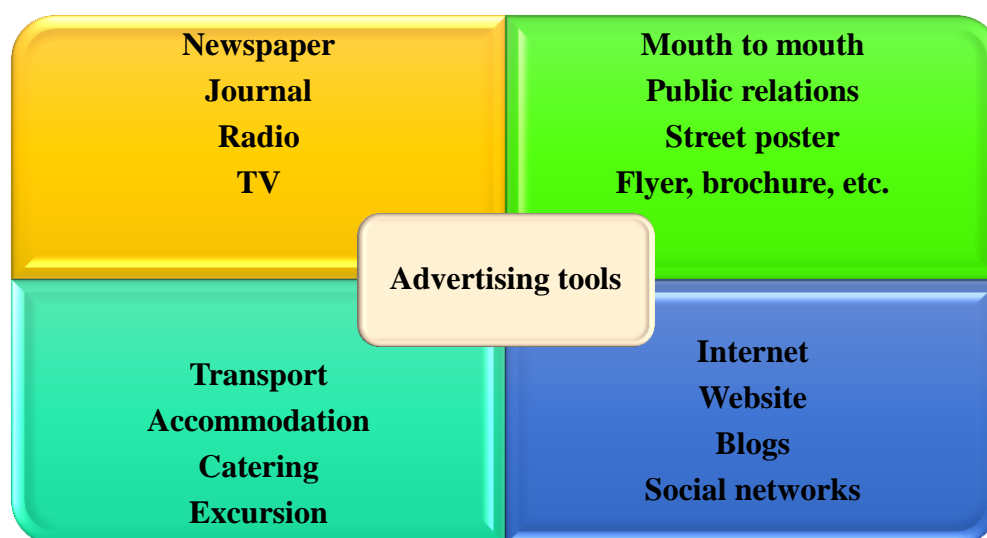 Newspaper
Journal
Radio
TV
Mouth to mouth
Public relations
Street poster
Flyer, brochure, etc.
Advertising tools
Transport
Accommodation
Catering
Excursion
Internet
Website
Blogs
Social networks